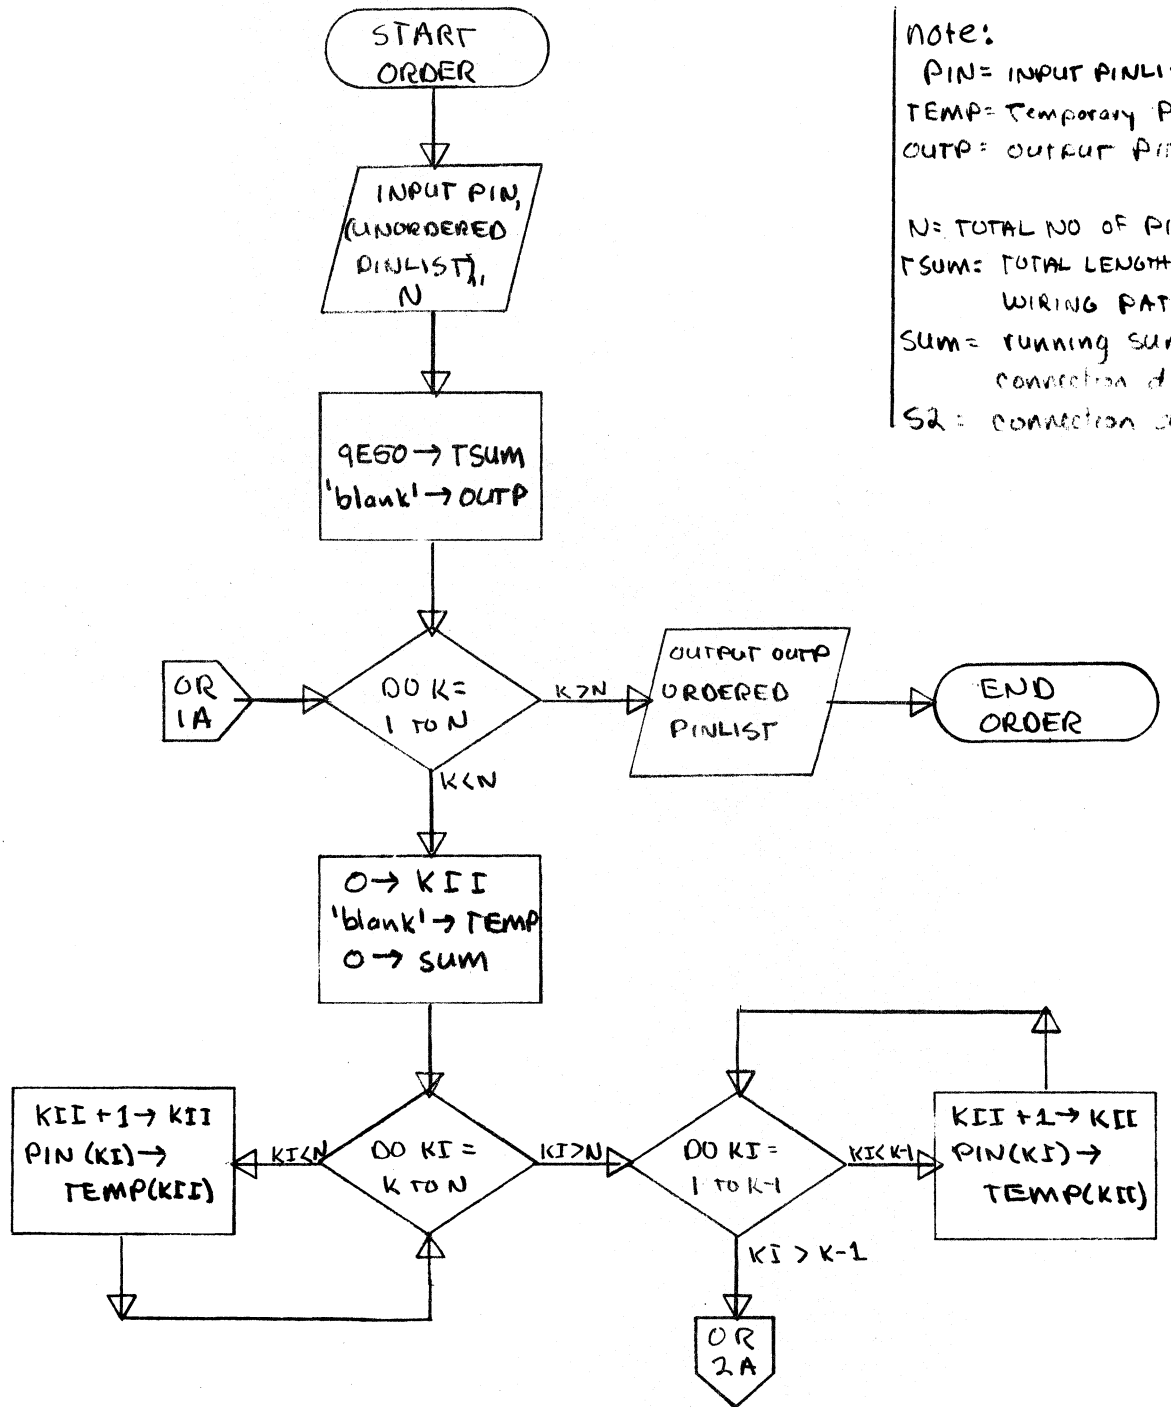 START
ORDER
note:
PIN= INPUT PINLI
TEMP= Temporary P
OUTP= OUTPUT PI
N= TOTAL NO OF PI
TSUM= TOTAL LENGTH
WIRING PAT
SUM= running su
connection d
S2= connection
INPUT PIN,
(UNORDERED
PINLIST),
N
9E50→TSUM
'blank'→OUTP
OR
1A
DO K=
1 TO N
K>N
OUTPUT OUTP
ORDERED
PINLIST
END
ORDER
K<N
0→ KII
'blank'→TEMP
0→ SUM
KII +1→ KII
PIN (KI)→
TEMP(KII)
KI<N
DO KI=
K TO N
KI>N
DO KI=
1 TO K-1
KI<K-1
KII +1→ KII
PIN(KI)→
TEMP(KII)
KI > K-1
OR
2A